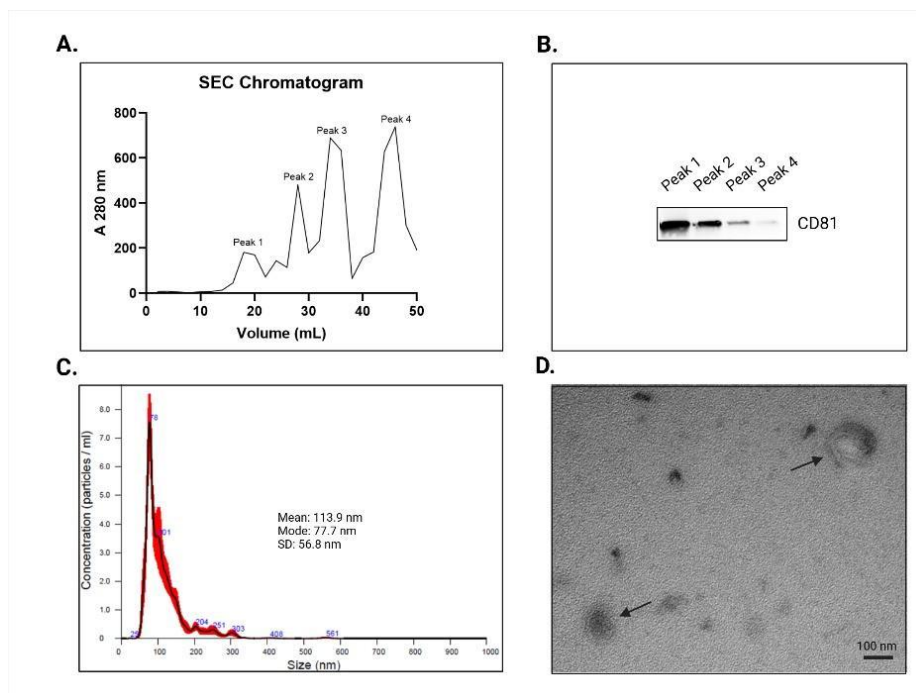 A.
SEC Chromatogram
800
600
400
200
0
A 280 nm
Peak 1
Peak 2
Peak 3
Peak 4
0 10 20 30 40 50
Volume (mL)
B.
Peak 1 Peak 2 Peak 3 Peak 4
CD81
C.
8.0
7.0
6.0
5.0
4.0
3.0
2.0
1.0
0
Concentration (particles / ml)
78
204 251 303 408 561
Mean: 113.9 nm
Mode: 77.7 nm
SD: 56.8 nm
0 100 200 300 400 500 600 700 800 900 1000
Size (nm)
D.
100 nm